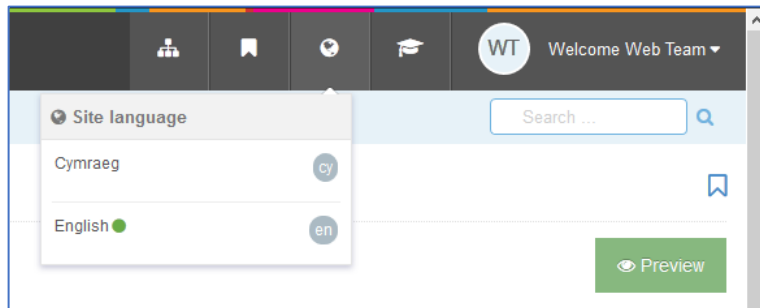 WT Welcome Web Team
Site language
Search ...
Cymraeg cy
English en
Preview